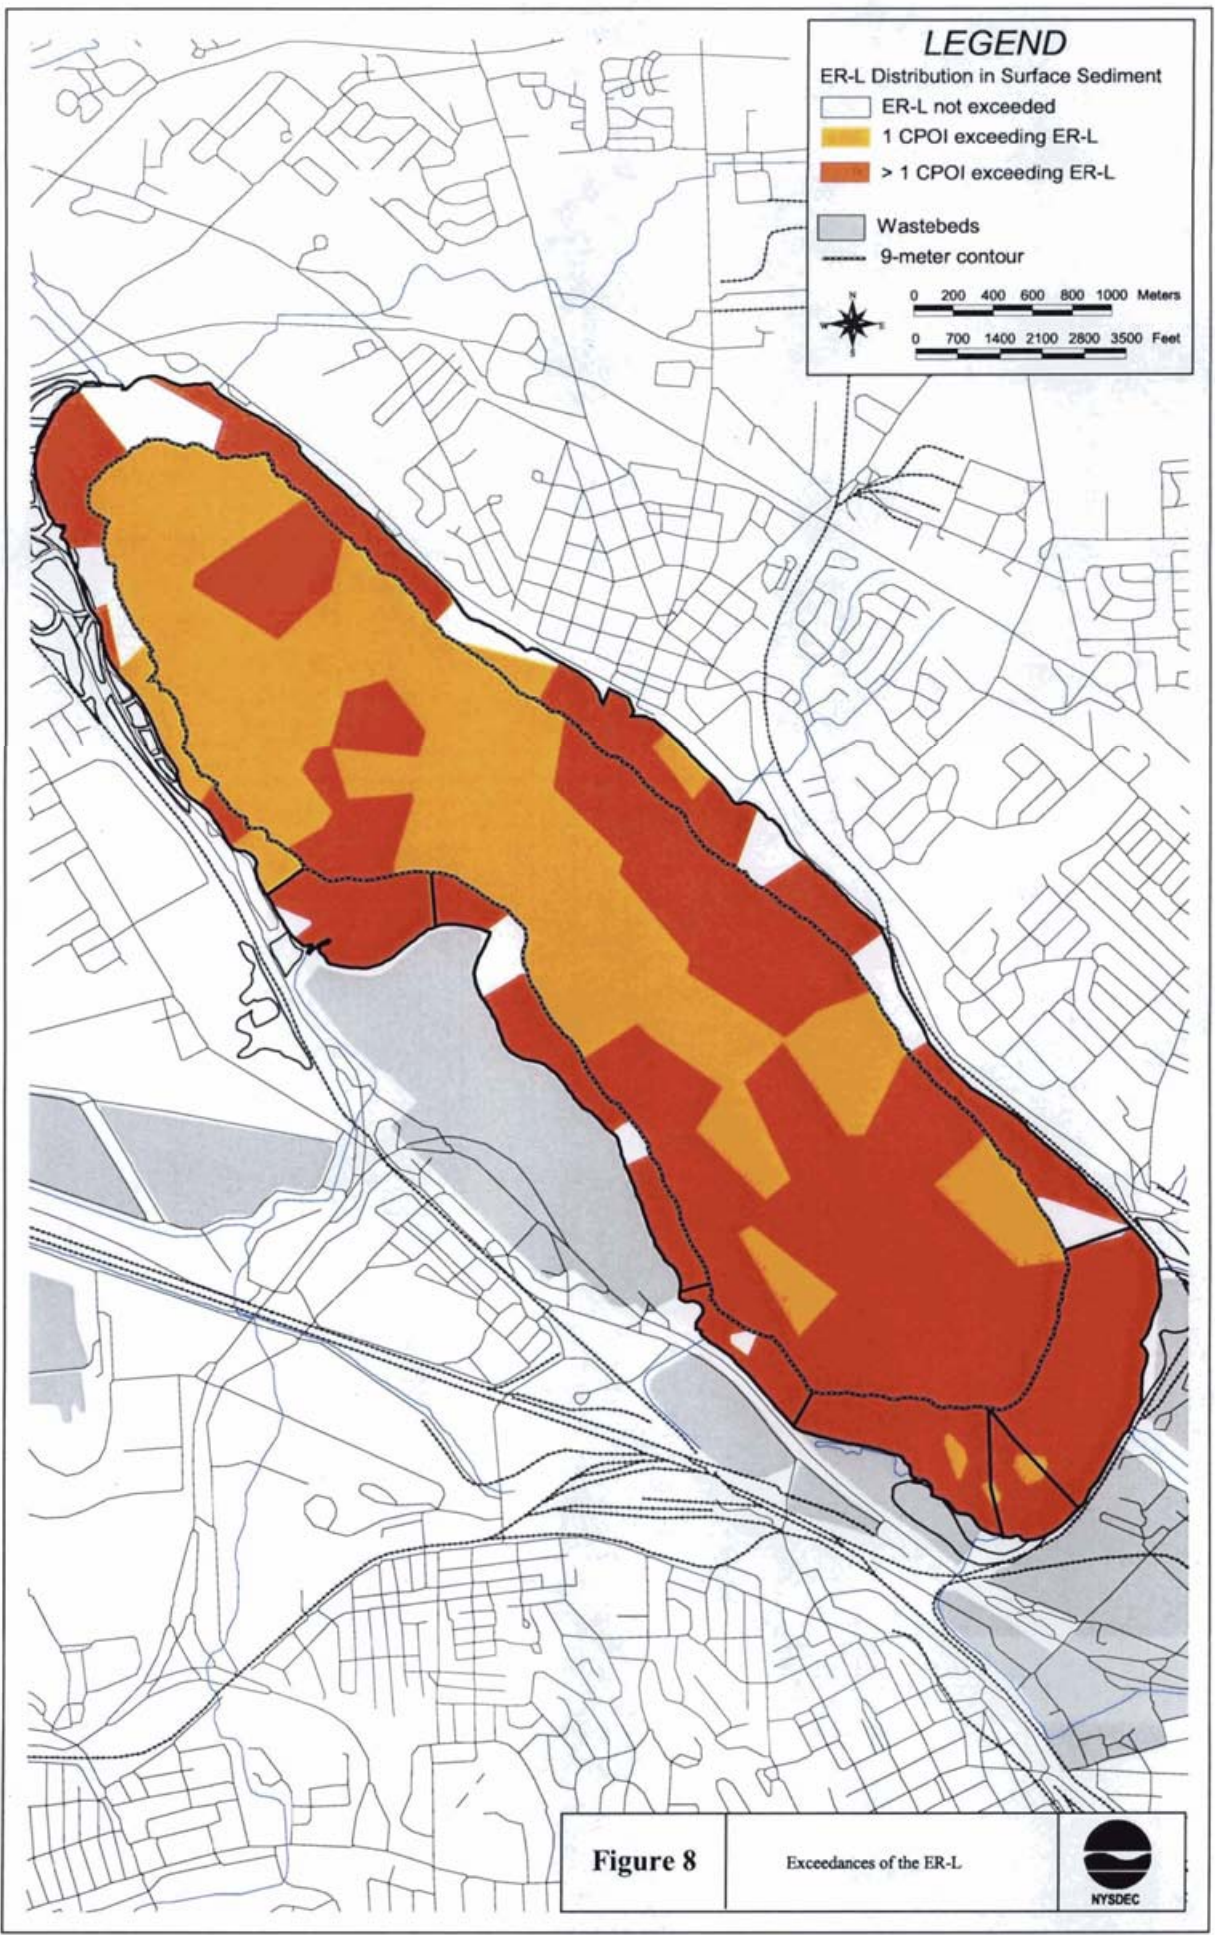 LEGEND
ER-L Distribution in Surface Sediment
ER-L not exceeded
1 CPOI exceeding ER-L
> 1 CPOI exceeding ER-L
Wastebeds
9-meter contour
N
W E
S
0 200 400 600 800 1000 Meters
0 700 1400 2100 2800 3500 Feet
Figure 8
Exceedances of the ER-L
NYSDEC